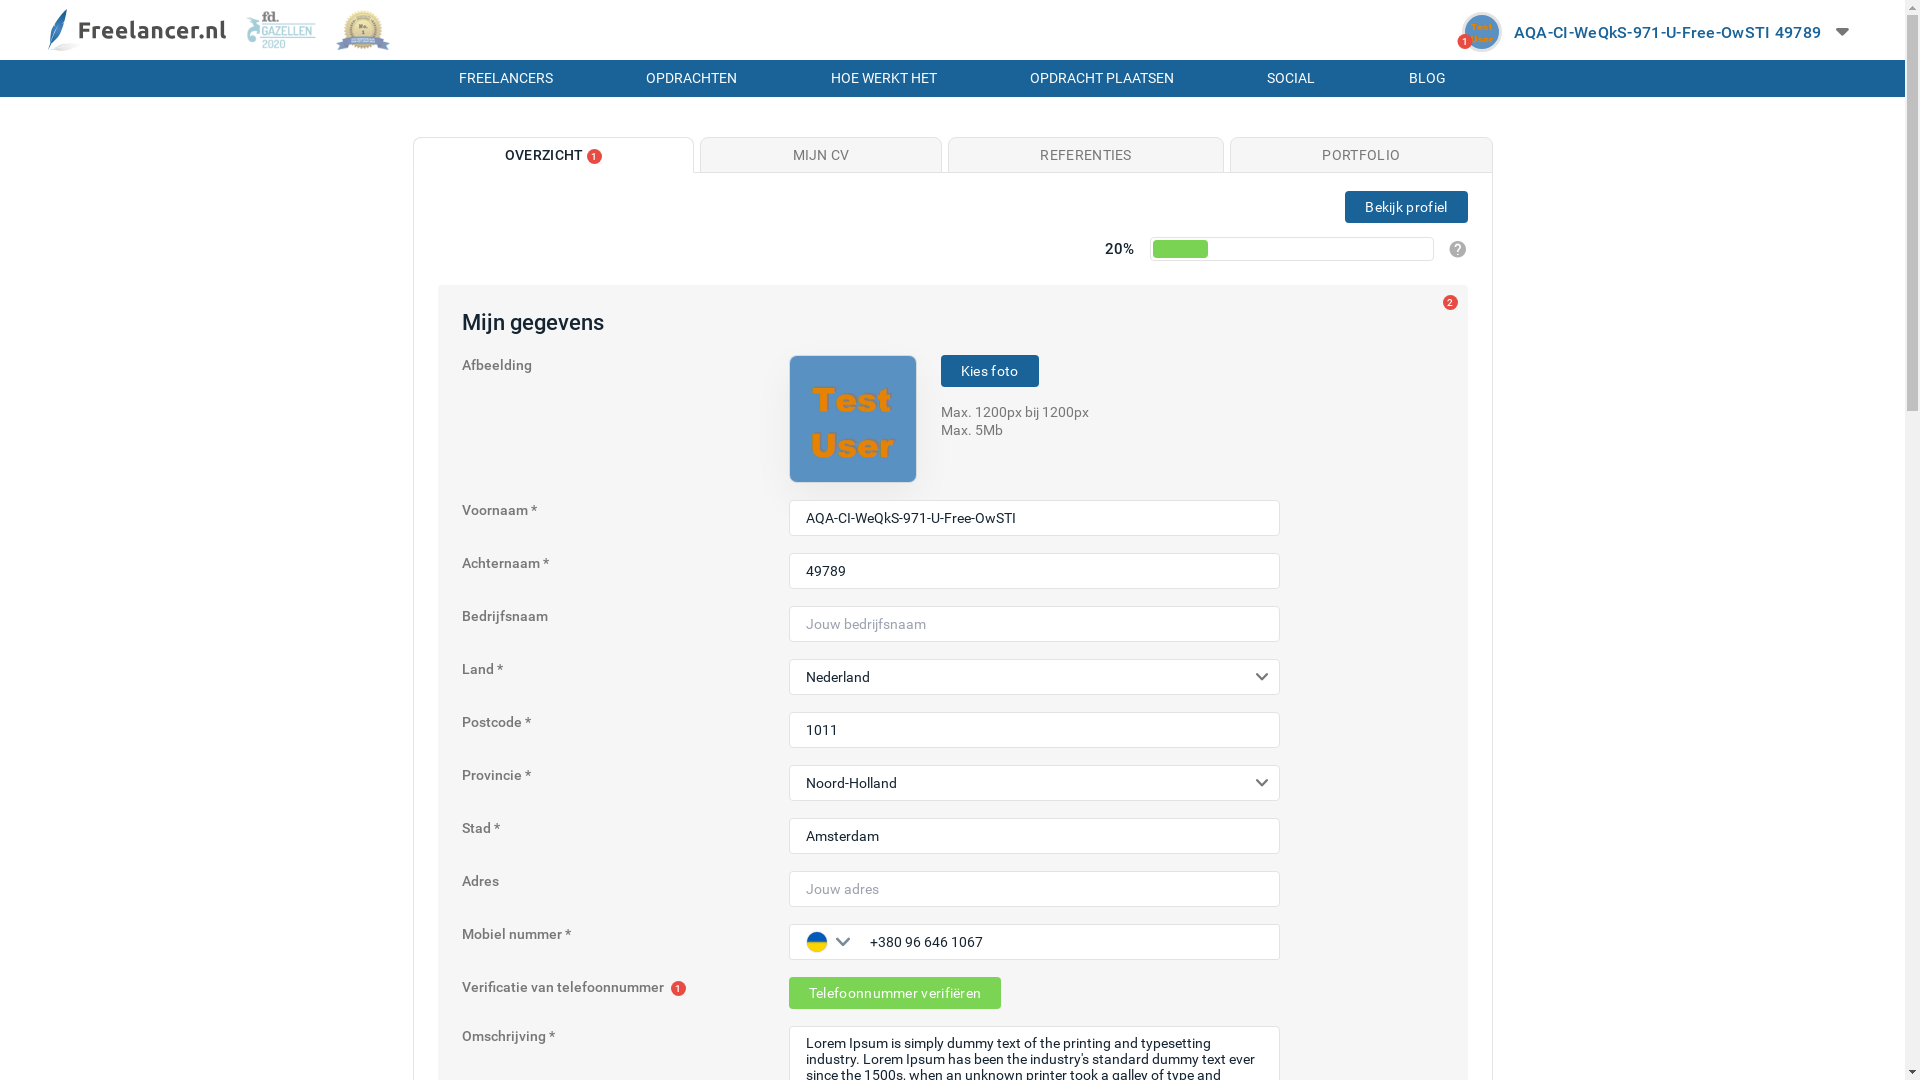 Freelancer.nl
fd.
GAZELLEN
2020
No.
1
1
AQA-CI-WeQkS-971-U-Free-OwSTI 49789
FREELANCERS
OPDRACHTEN
HOE WERKT HET
OPDRACHT PLAATSEN
SOCIAL
BLOG
OVERZICHT 1
MIJN CV
REFERENTIES
PORTFOLIO
Bekijk profiel
20%
?
2
Mijn gegevens
Afbeelding
Test
User
Kies foto
Max. 1200px bij 1200px
Max. 5Mb
Voornaam *
AQA-CI-WeQkS-971-U-Free-OwSTI
Achternaam *
49789
Bedrijfsnaam
Jouw bedrijfsnaam
Land *
Nederland
Postcode *
1011
Provincie *
Noord-Holland
Stad *
Amsterdam
Adres
Jouw adres
Mobiel nummer *
+380 96 646 1067
Verificatie van telefoonnummer 1
Telefoonnummer verifiëren
Omschrijving *
Lorem Ipsum is simply dummy text of the printing and typesetting
industry. Lorem Ipsum has been the industry's standard dummy text ever
since the 1500s, when an unknown printer took a galley of type and